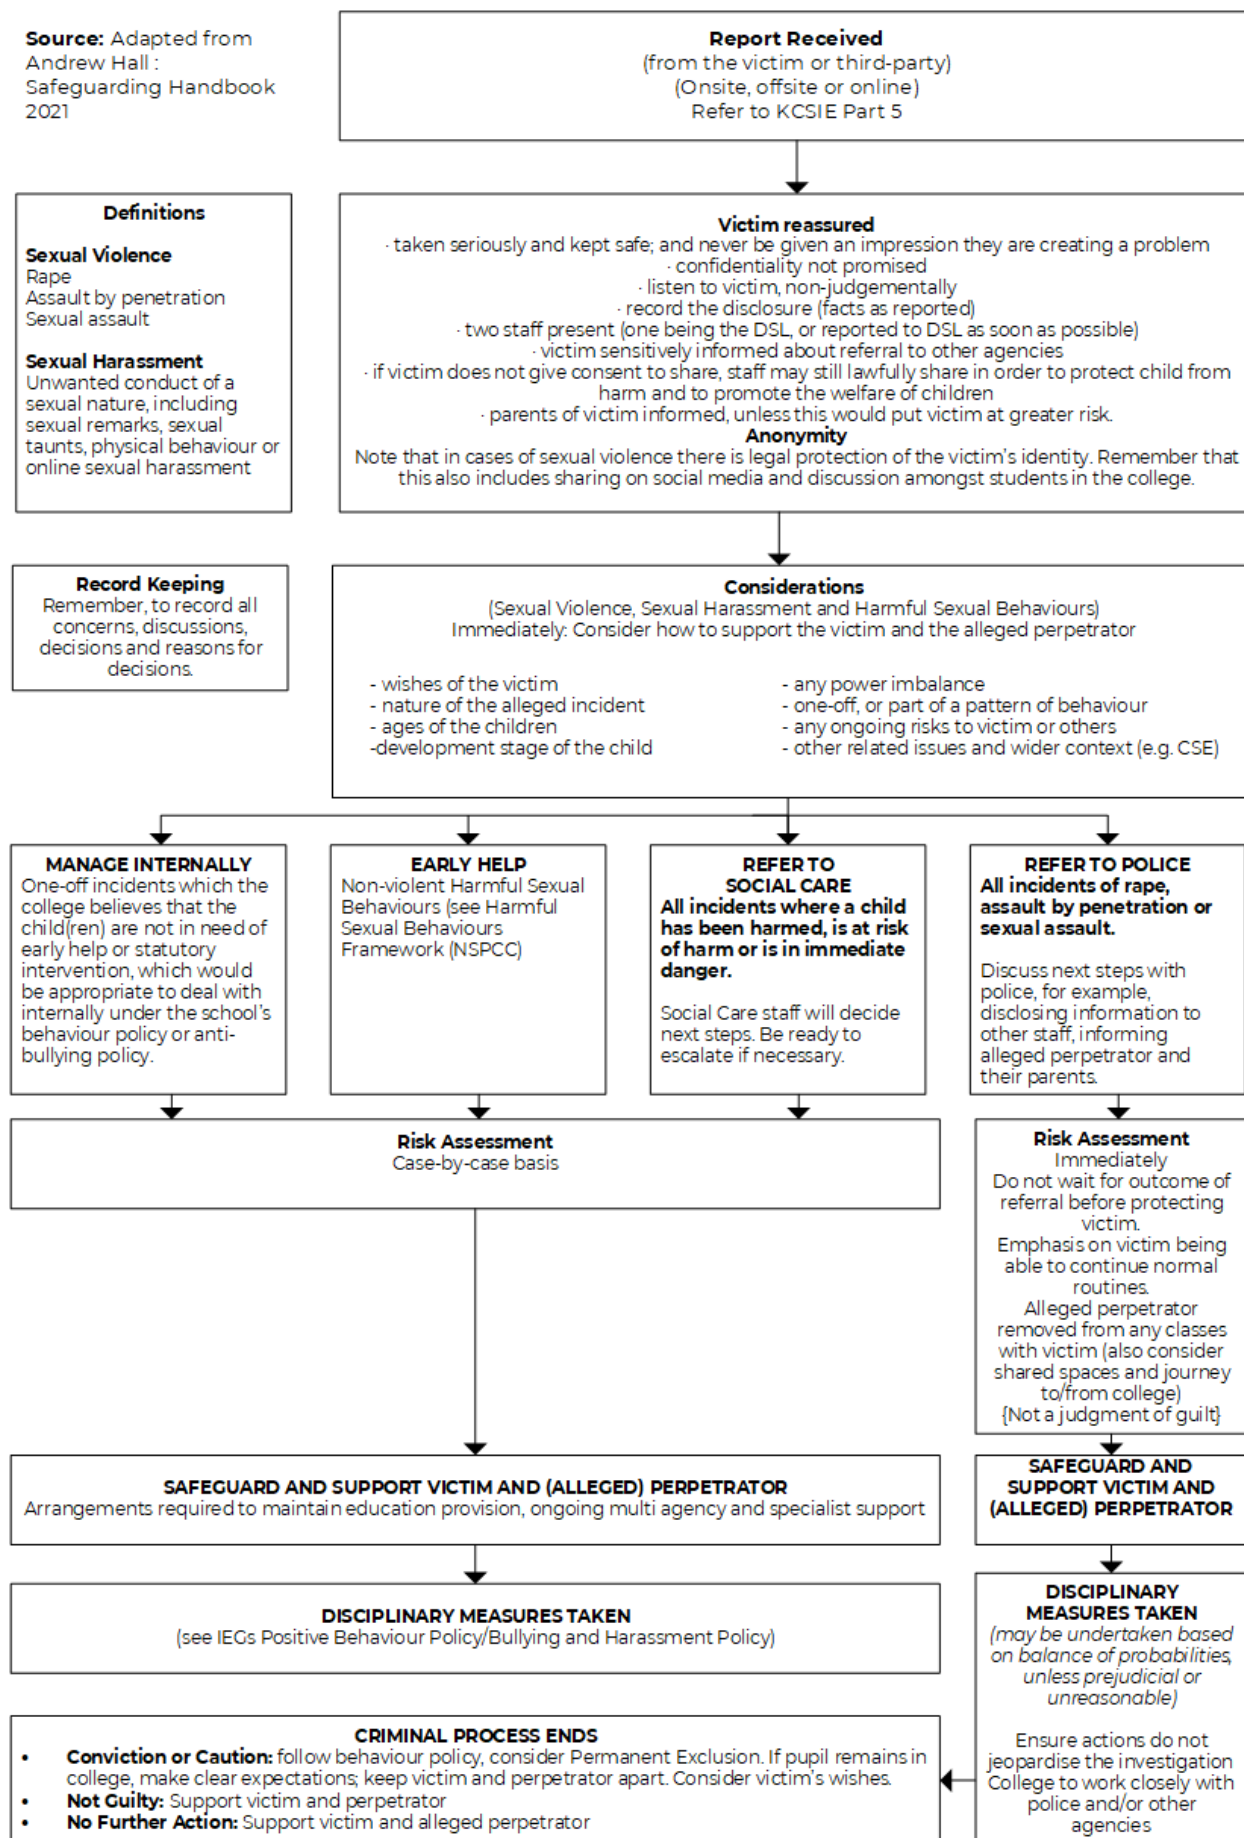 Source: Adapted from
Andrew Hall :
Safeguarding Handbook
2021
Report Received
(from the victim or third-party)
(Onsite, offsite or online)
Refer to KCSIE Part 5
Definitions
Sexual Violence
Rape
Assault by penetration
Sexual assault
Sexual Harassment
Unwanted conduct of a
sexual nature, including
sexual remarks, sexual
taunts, physical behaviour or
online sexual harassment
Victim reassured
· taken seriously and kept safe; and never be given an impression they are creating a problem
· confidentiality not promised
· listen to victim, non-judgementally
· record the disclosure (facts as reported)
· two staff present (one being the DSL, or reported to DSL as soon as possible)
· victim sensitively informed about referral to other agencies
· if victim does not give consent to share, staff may still lawfully share in order to protect child from
harm and to promote the welfare of children
· parents of victim informed, unless this would put victim at greater risk.
Anonymity
Note that in cases of sexual violence there is legal protection of the victim's identity. Remember that
this also includes sharing on social media and discussion amongst students in the college.
Record Keeping
Remember, to record all
concerns, discussions,
decisions and reasons for
decisions.
Considerations
(Sexual Violence, Sexual Harassment and Harmful Sexual Behaviours)
Immediately: Consider how to support the victim and the alleged perpetrator
- wishes of the victim
- nature of the alleged incident
- ages of the children
-development stage of the child
- any power imbalance
- one-off, or part of a pattern of behaviour
- any ongoing risks to victim or others
- other related issues and wider context (e.g. CSE)
MANAGE INTERNALLY
One-off incidents which the
college believes that the
child(ren) are not in need of
early help or statutory
intervention, which would
be appropriate to deal with
internally under the school's
behaviour policy or anti-
bullying policy.
EARLY HELP
Non-violent Harmful Sexual
Behaviours (see Harmful
Sexual Behaviours
Framework (NSPCC)
REFER TO
SOCIAL CARE
All incidents where a child
has been harmed, is at risk
of harm or is in immediate
danger.
Social Care staff will decide
next steps. Be ready to
escalate if necessary.
REFER TO POLICE
All incidents of rape,
assault by penetration or
sexual assault.
Discuss next steps with
police, for example,
disclosing information to
other staff, informing
alleged perpetrator and
their parents.
Risk Assessment
Case-by-case basis
Risk Assessment
Immediately
Do not wait for outcome of
referral before protecting
victim.
Emphasis on victim being
able to continue normal
routines.
Alleged perpetrator
removed from any classes
with victim (also consider
shared spaces and journey
to/from college)
{Not a judgment of guilt}
SAFEGUARD AND SUPPORT VICTIM AND (ALLEGED) PERPETRATOR
Arrangements required to maintain education provision, ongoing multi agency and specialist support
SAFEGUARD AND
SUPPORT VICTIM AND
(ALLEGED) PERPETRATOR
DISCIPLINARY MEASURES TAKEN
(see IEGs Positive Behaviour Policy/Bullying and Harassment Policy)
DISCIPLINARY
MEASURES TAKEN
(may be undertaken based
on balance of probabilities,
unless prejudicial or
unreasonable)
Ensure actions do not
jeopardise the investigation
College to work closely with
police and/or other
agencies
CRIMINAL PROCESS ENDS
• Conviction or Caution: follow behaviour policy, consider Permanent Exclusion. If pupil remains in
college, make clear expectations; keep victim and perpetrator apart. Consider victim's wishes.
• Not Guilty: Support victim and perpetrator
• No Further Action: Support victim and alleged perpetrator